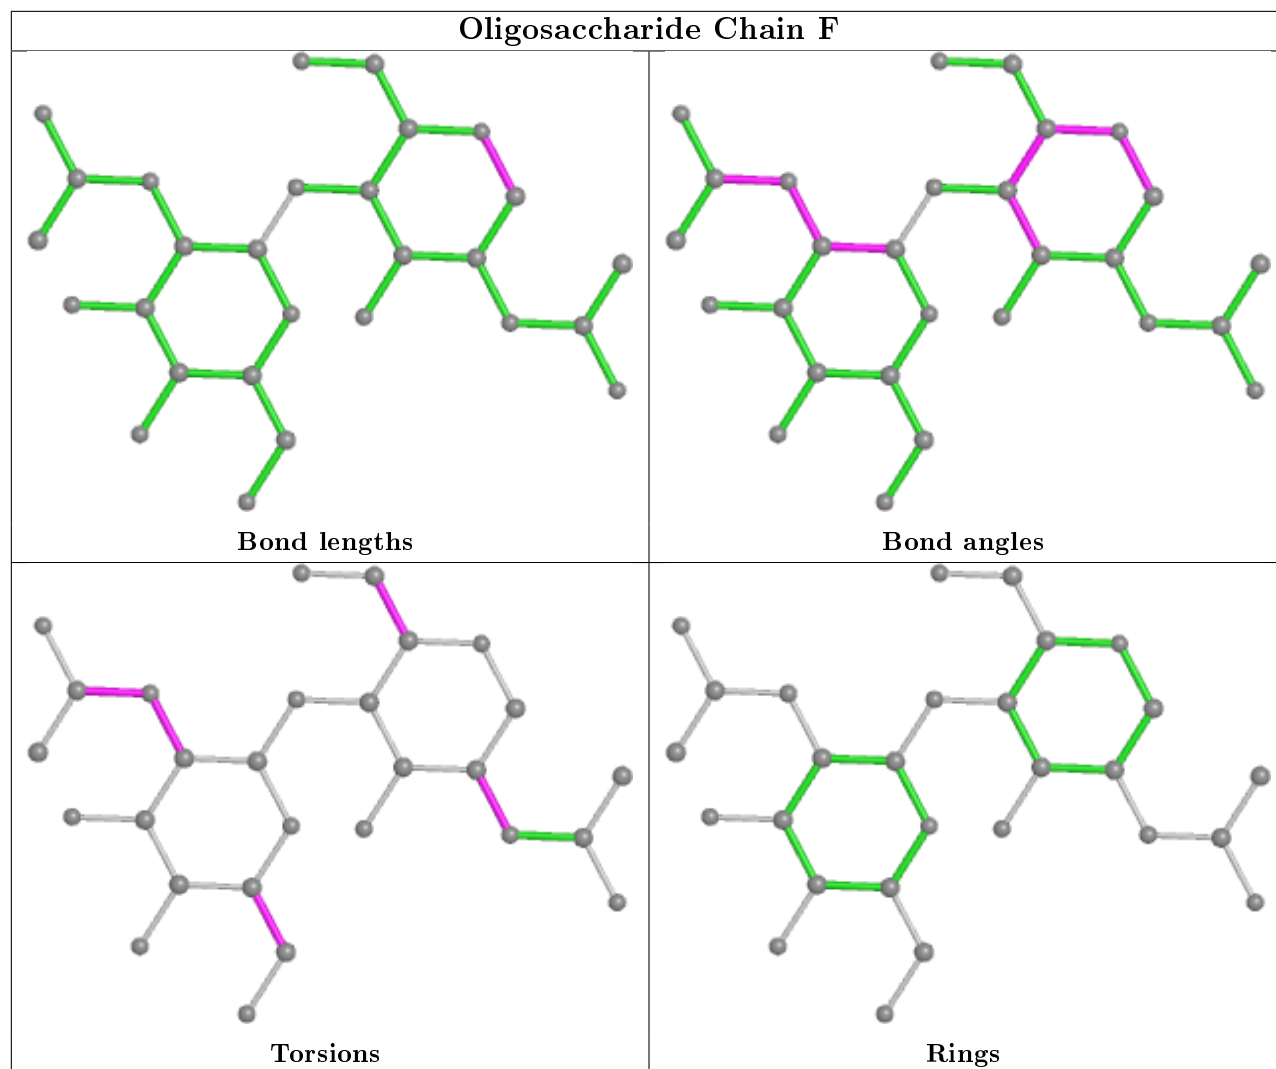 Oligosaccharide Chain F
Bond lengths
Bond angles
Torsions
Rings